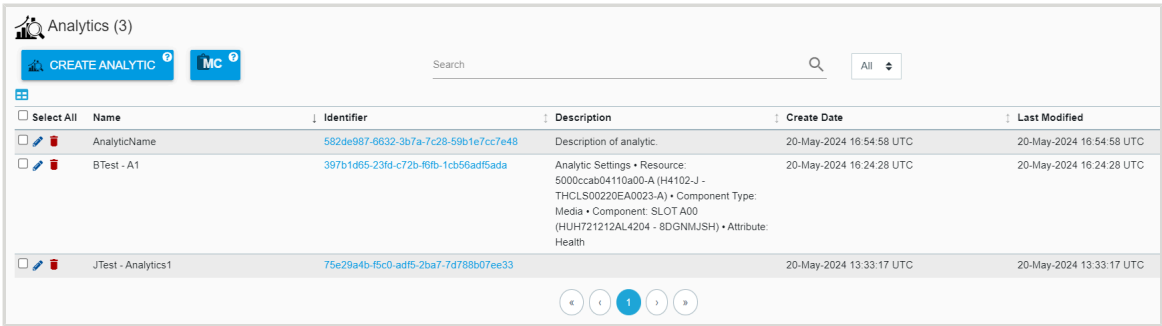 Analytics (3)
CREATE ANALYTIC ?
MC ?
Search
All
Select All Name ↓ Identifier Description Create Date Last Modified
AnalyticName 582de987-6632-3b7a-7c28-59b1e7cc7e48 Description of analytic. 20-May-2024 16:54:58 UTC 20-May-2024 16:54:58 UTC
BTest - A1 397b1d65-23fd-c72b-f6fb-1cb56adf5ada Analytic Settings • Resource: 20-May-2024 16:24:28 UTC 20-May-2024 16:24:28 UTC
5000ccab04110a00-A (H4102-J -
THCLS00220EA0023-A) • Component Type:
Media • Component: SLOT A00
(HUH721212AL4204 - 8DGNMJSH) • Attribute:
Health
JTest - Analytics1 75e29a4b-f5c0-adf5-2ba7-7d788b07ee33 20-May-2024 13:33:17 UTC 20-May-2024 13:33:17 UTC
« ‹ 1 › »